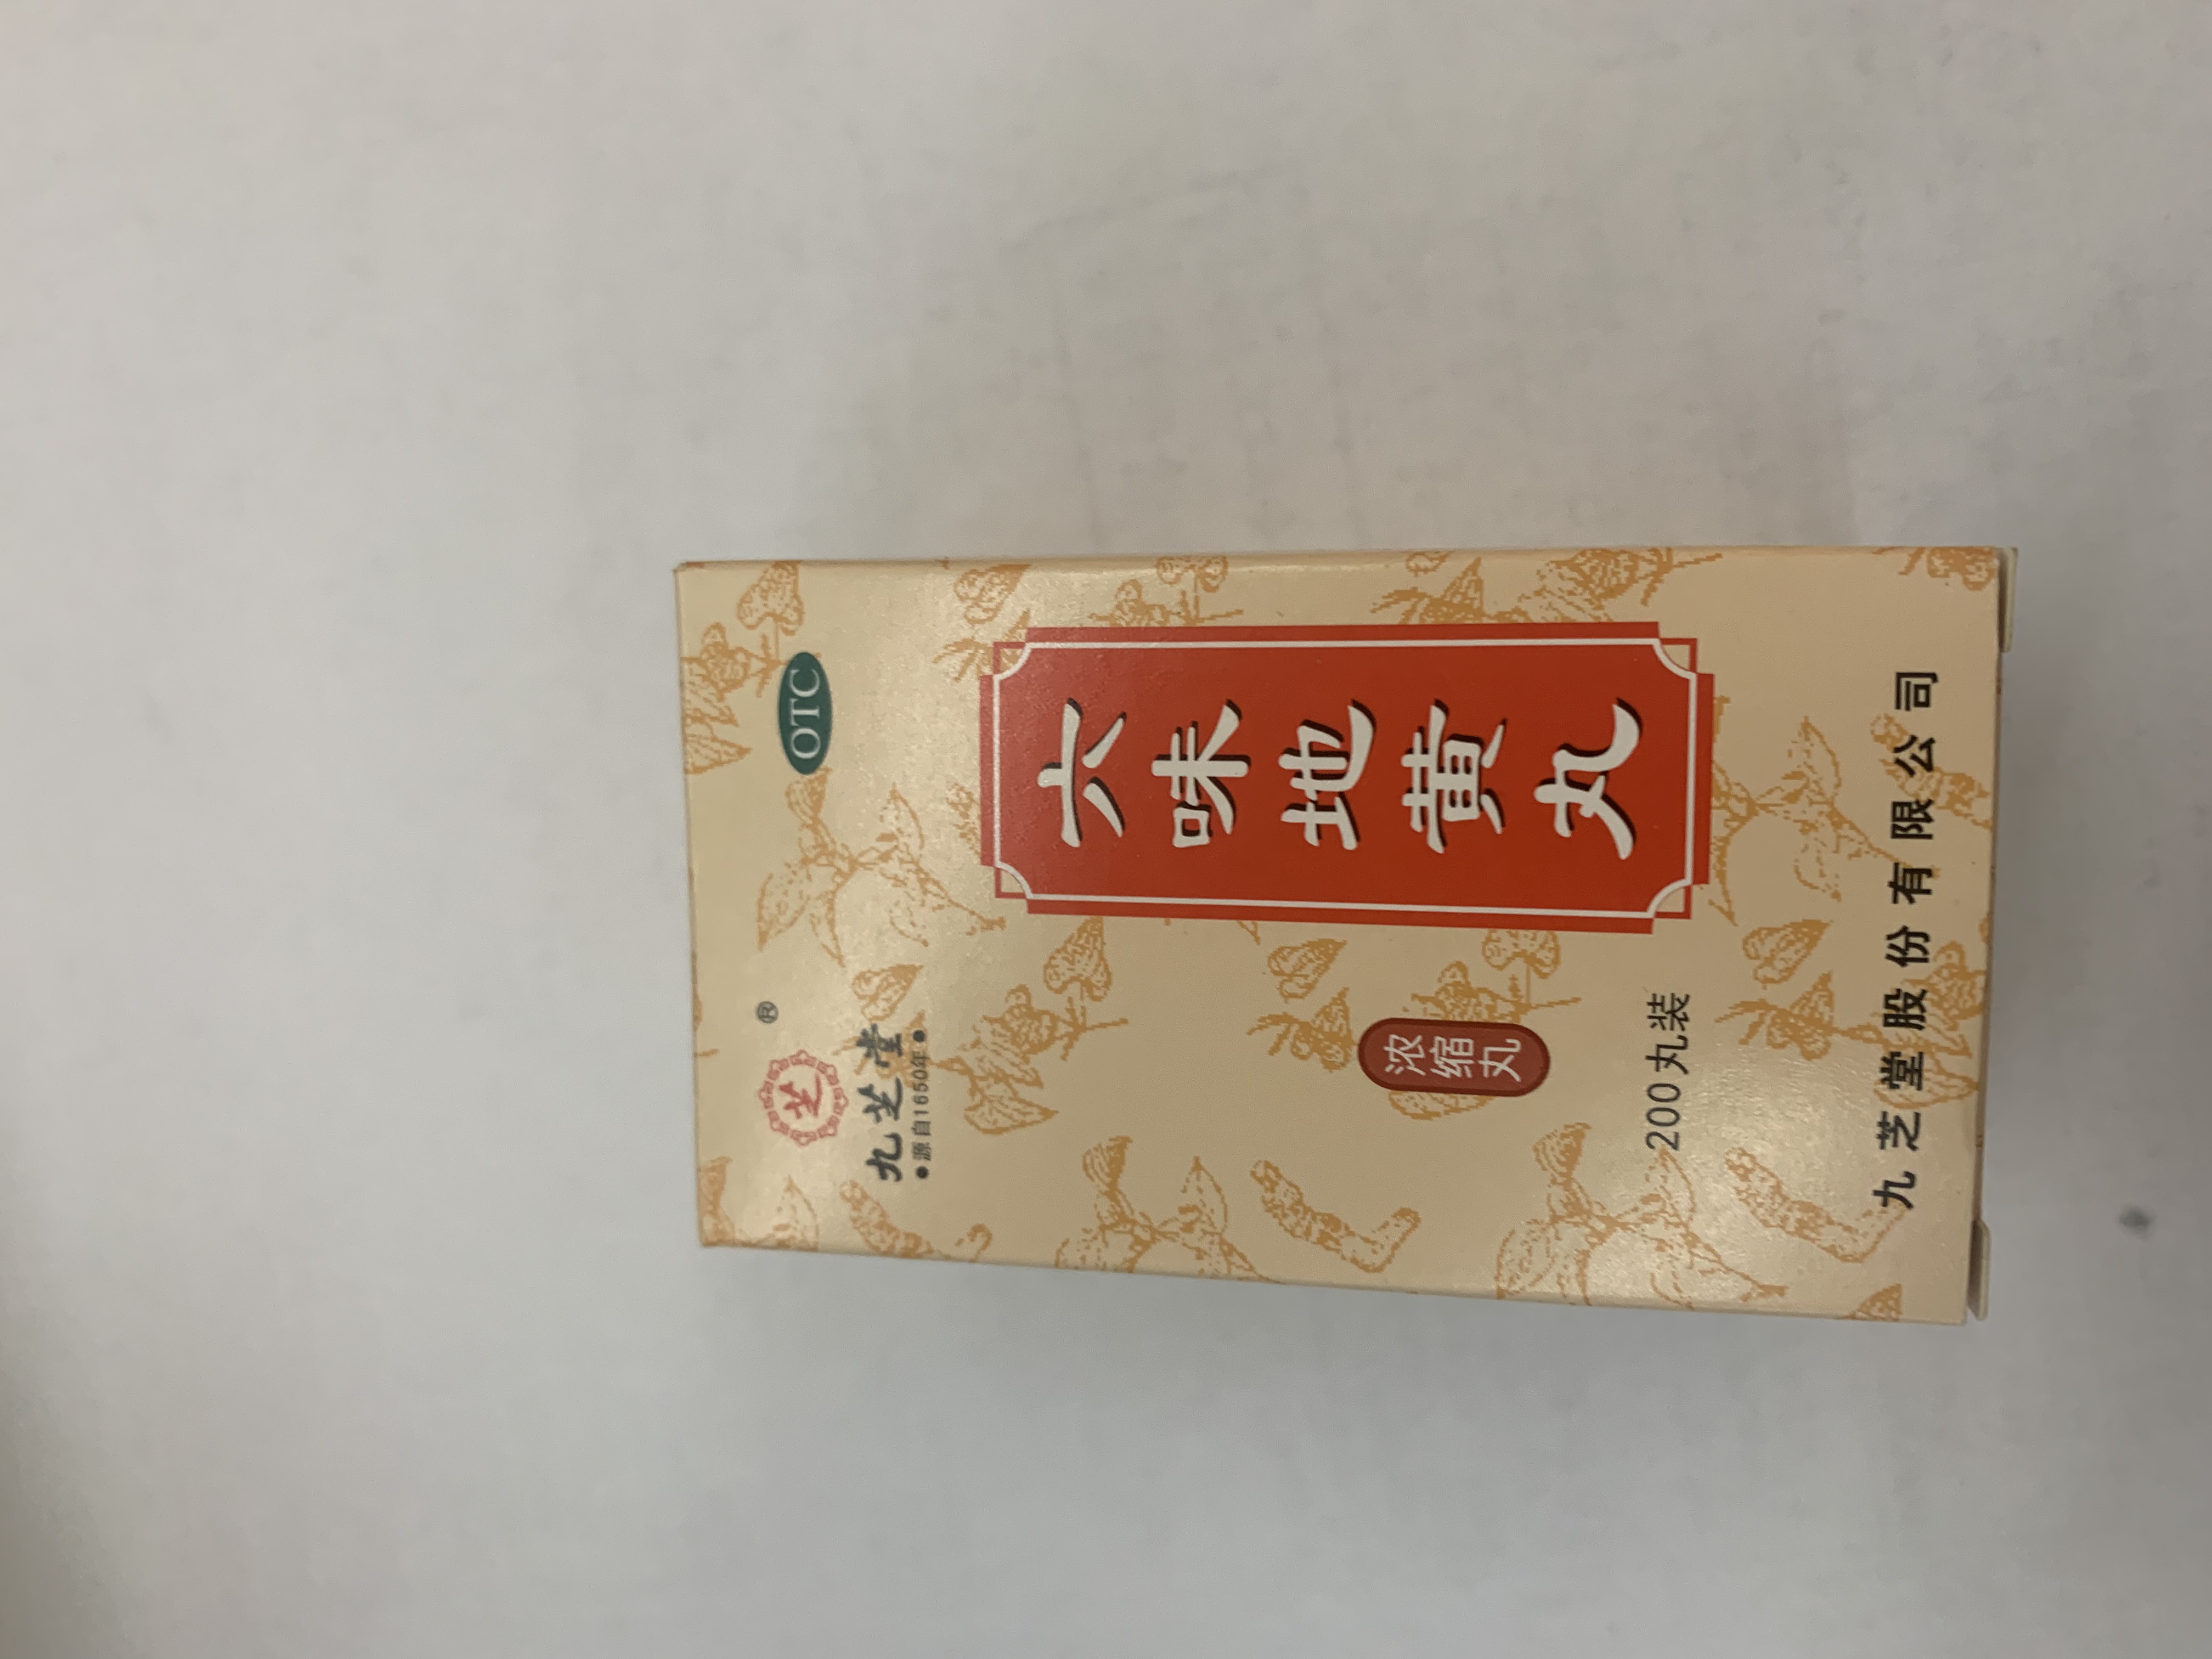 芝
®
OTC
九芝堂
•源自1650年•
六味地黄丸
浓缩丸
200丸装
九芝堂股份有限公司